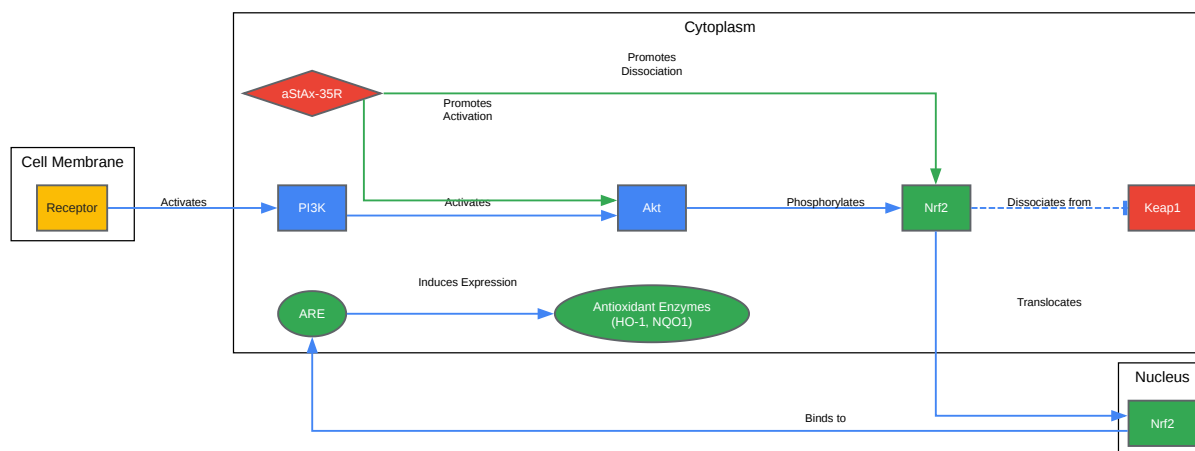 Cytoplasm
Promotes
Dissociation
aStAx-35R
Promotes
Activation
Cell Membrane
Receptor
Activates
PI3K
Activates
Akt
Phosphorylates
Nrf2
Dissociates from
Keap1
Induces Expression
ARE
Antioxidant Enzymes
(HO-1, NQO1)
Translocates
Nucleus
Binds to
Nrf2